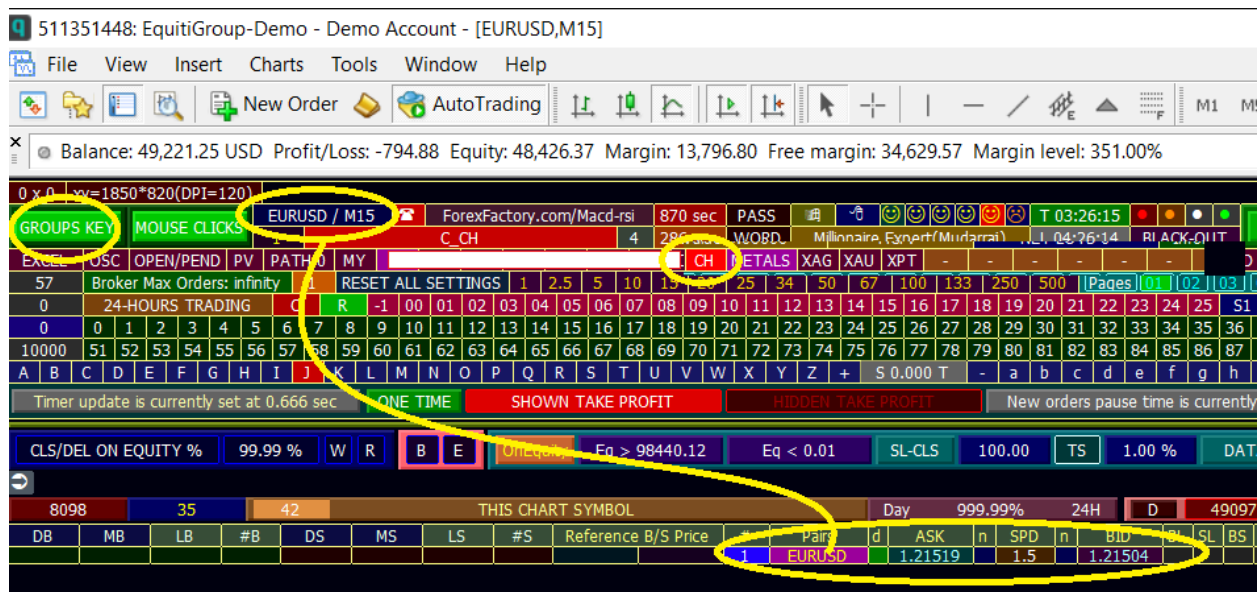 511351448: EquitiGroup-Demo - Demo Account - [EURUSD,M15]
File View Insert Charts Tools Window Help
New Order AutoTrading M1
Balance: 49,221.25 USD Profit/Loss: -794.88 Equity: 48,426.37 Margin: 13,796.80 Free margin: 34,629.57 Margin level: 351.00%
0 x 0 xy=1850*820(DPI=120)
GROUPS KEY MOUSE CLICKS EURUSD / M15 ForexFactory.com/Macd-rsi 870 sec PASS T 03:26:15
1 C_CH 4 WORD. Millionaire.Expert(Mudarrai) 04:26:14 BLACK-OUT
EXCEL OSC OPEN/PEND PV PATH 0 MY CH METALS XAG XAU XPT - - - - - -
57 Broker Max Orders: infinity 1 RESET ALL SETTINGS 1 2.5 5 10 15 20 25 34 50 67 100 133 250 500 [Pages 01 02 03
0 24-HOURS TRADING C R -1 00 01 02 03 04 05 06 07 08 09 10 11 12 13 14 15 16 17 18 19 20 21 22 23 24 25 S1
0 0 1 2 3 4 5 6 7 8 9 10 11 12 13 14 15 16 17 18 19 20 21 22 23 24 25 26 27 28 29 30 31 32 33 34 35 36
10000 51 52 53 54 55 56 57 58 59 60 61 62 63 64 65 66 67 68 69 70 71 72 73 74 75 76 77 78 79 80 81 82 83 84 85 86 87
A B C D E F G H I J K L M N O P Q R S T U V W X Y Z + S 0.000 T - a b c d e f g h
Timer update is currently set at 0.666 sec ONE TIME SHOWN TAKE PROFIT HIDDEN TAKE PROFIT New orders pause time is currently
CLS/DEL ON EQUITY % 99.99 % W R B E OnEquity Eq > 98440.12 Eq < 0.01 SL-CLS 100.00 TS 1.00 % DAT
8098 35 42 THIS CHART SYMBOL Day 999.99% 24H D 49097
DB MB LB #B DS MS LS #S Reference B/S Price # Pairs d ASK n SPD n BID BL SL BS
1 EURUSD 1.21519 1.5 1.21504